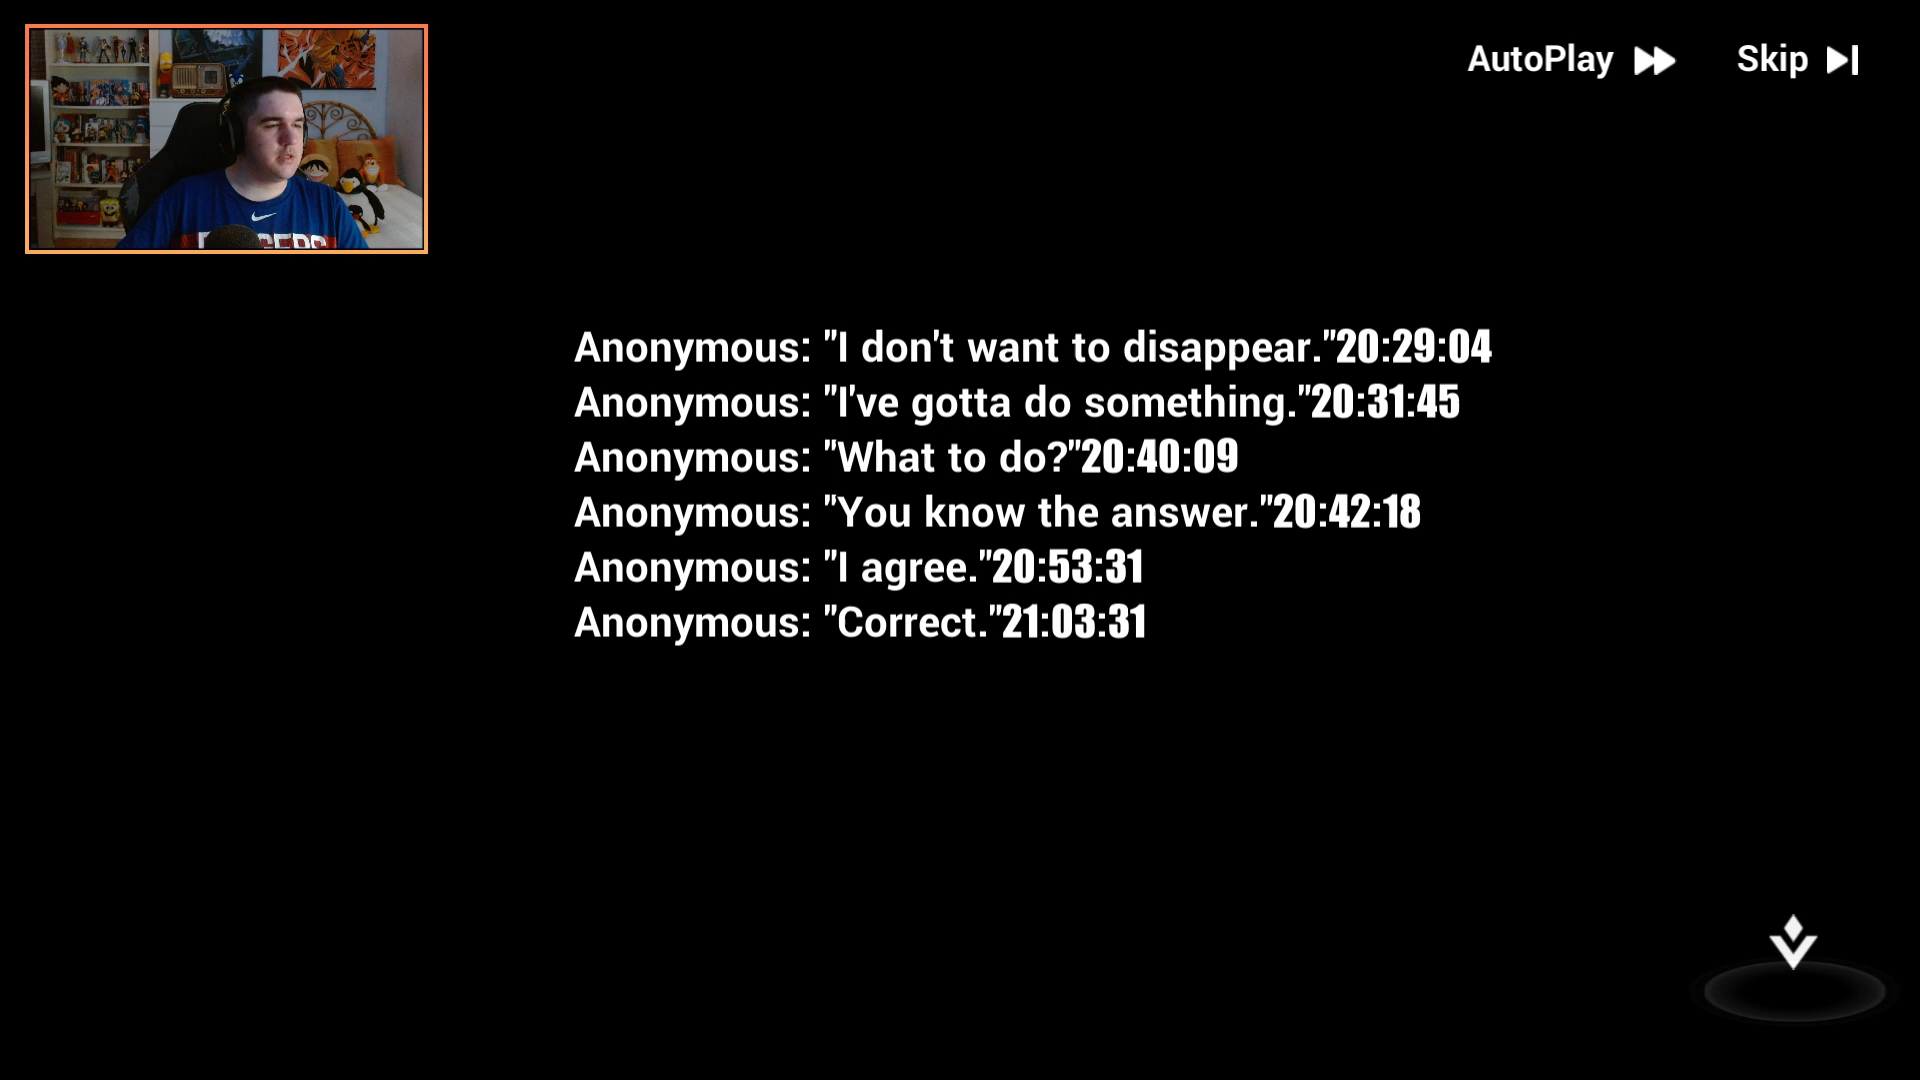 AutoPlay
Skip
Anonymous: "I don't want to disappear."20:29:04
Anonymous: "I've gotta do something."20:31:45
Anonymous: "What to do?"20:40:09
Anonymous: "You know the answer."20:42:18
Anonymous: "I agree."20:53:31
Anonymous: "Correct."21:03:31